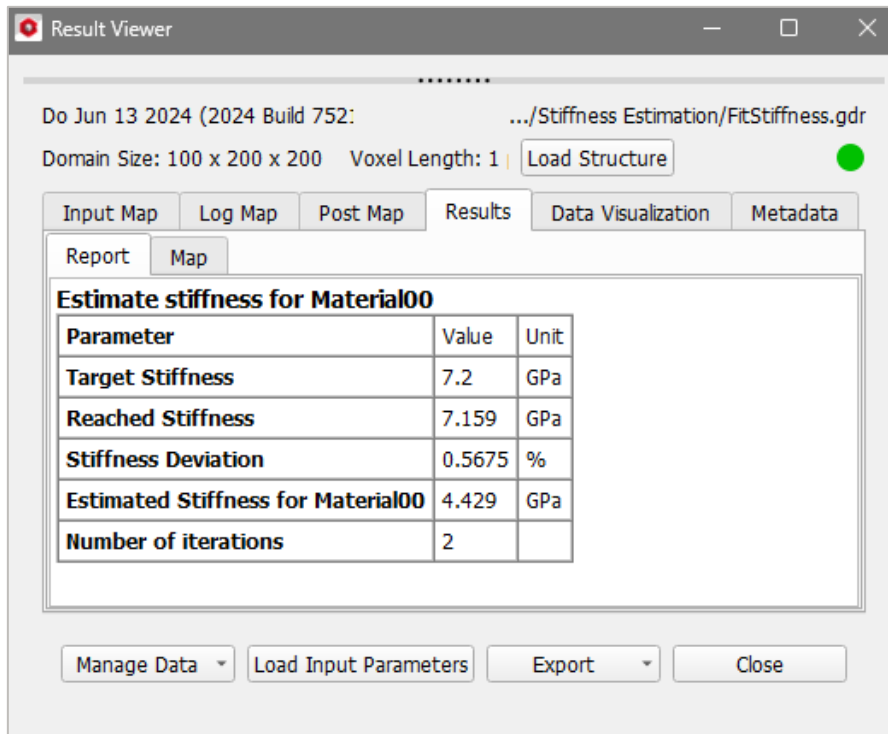 Result Viewer
Do Jun 13 2024 (2024 Build 752
.../Stiffness Estimation/FitStiffness.gdr
Domain Size: 100 x 200 x 200 Voxel Length: 1 Load Structure
Input Map Log Map Post Map Results Data Visualization Metadata
Report Map
Estimate stiffness for Material00
Parameter Value Unit
Target Stiffness 7.2 GPa
Reached Stiffness 7.159 GPa
Stiffness Deviation 0.5675 %
Estimated Stiffness for Material00 4.429 GPa
Number of iterations 2
Manage Data Load Input Parameters Export Close